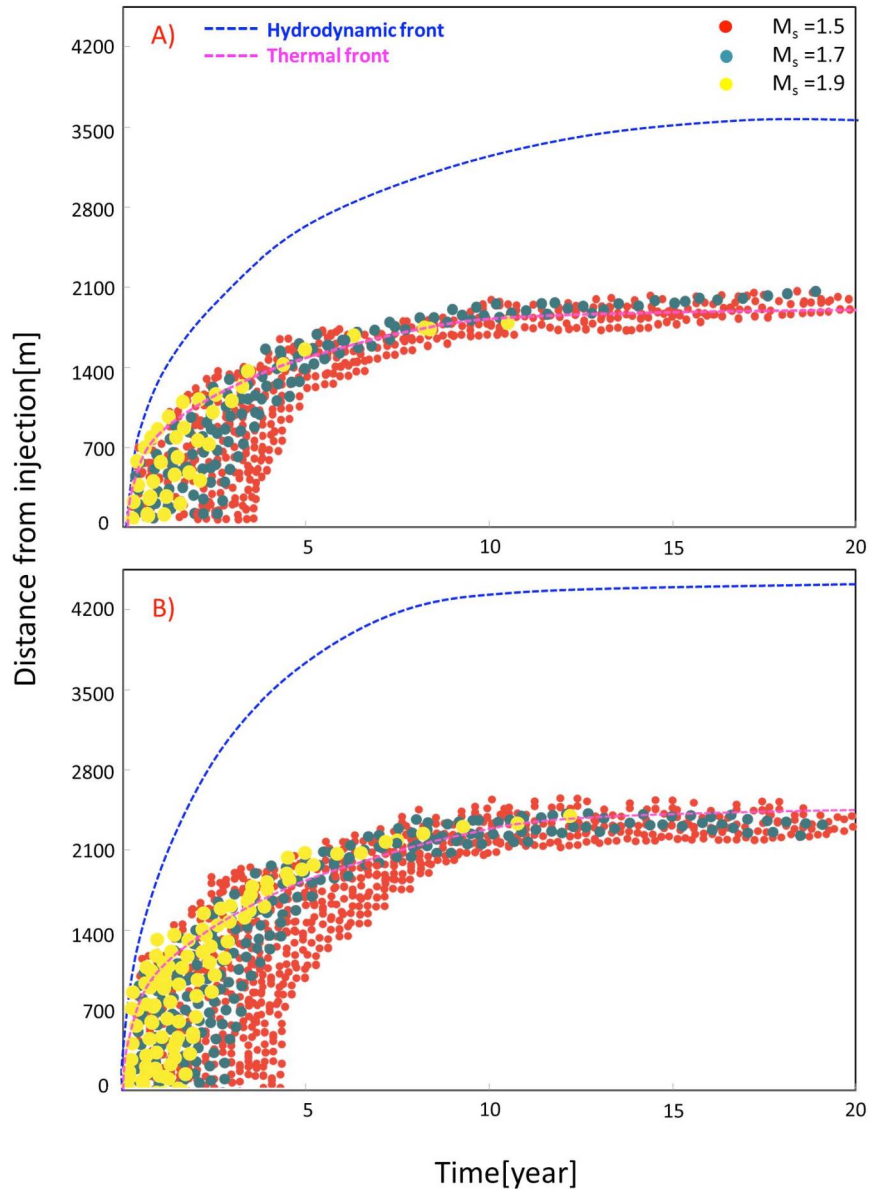 A)
Hydrodynamic front
Thermal front
Mₛ =1.5
Mₛ =1.7
Mₛ =1.9
4200
3500
2800
2100
1400
700
0
5
10
15
20
B)
4200
3500
2800
2100
1400
700
0
5
10
15
20
Distance from injection[m]
Time[year]